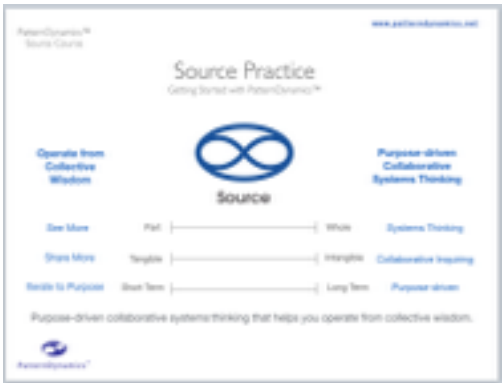 PatternDynamics™
Source Course
www.patterndynamics.net
Source Practice
Getting Started with PatternDynamics™
Operate from
Collective
Wisdom
Source
Purpose-driven
Collaborative
Systems Thinking
See More Part Whole Systems Thinking
Share More Tangible Intangible Collaborative Inquiring
Iterate to Purpose Short Term Long Term Purpose-driven
Purpose-driven collaborative systems thinking that helps you operate from collective wisdom.
PatternDynamics™